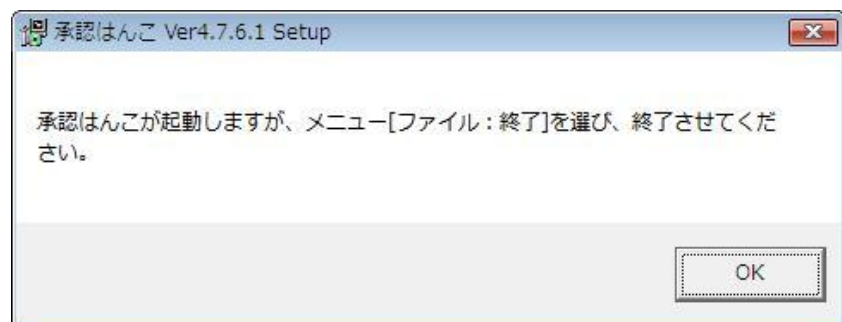 承認はんこ Ver4.7.6.1 Setup
承認はんこが起動しますが、メニュー[ファイル：終了]を選び、終了させてくだ
さい。
OK